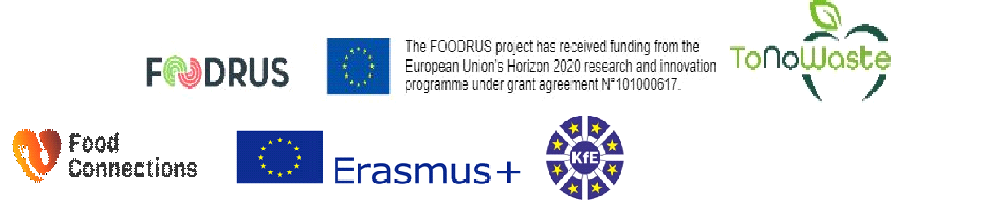 FOODRUS
The FOODRUS project has received funding from the
European Union's Horizon 2020 research and innovation
programme under grant agreement N°101000617.
ToNoWaste
Food
Connections
Erasmus+
KfE